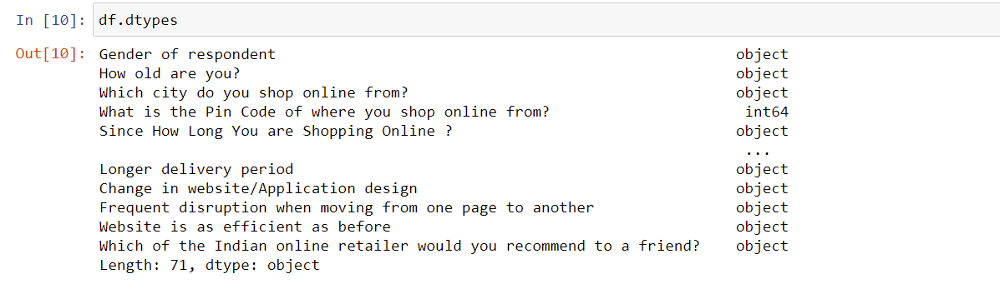 In [10]: df.dtypes
Out[10]: Gender of respondent object
How old are you? object
Which city do you shop online from? object
What is the Pin Code of where you shop online from? int64
Since How Long You are Shopping Online ? object
...
Longer delivery period object
Change in website/Application design object
Frequent disruption when moving from one page to another object
Website is as efficient as before object
Which of the Indian online retailer would you recommend to a friend? object
Length: 71, dtype: object